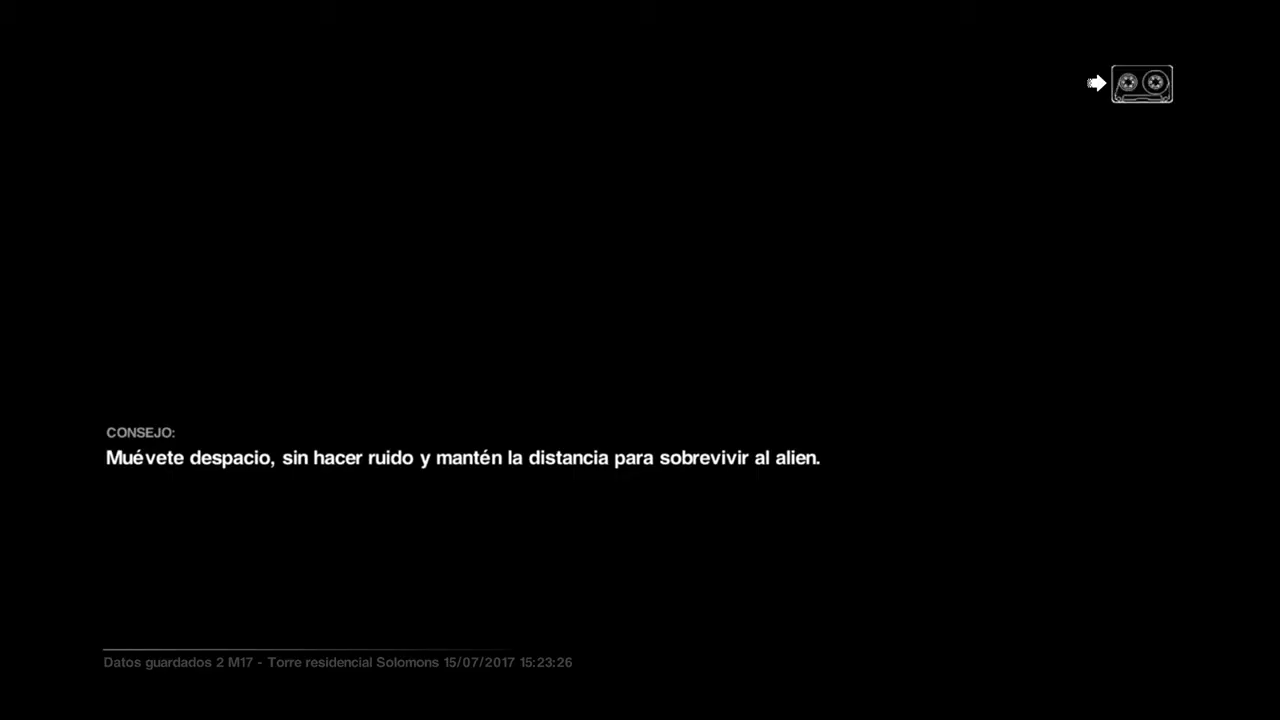 CONSEJO:
Muévete despacio, sin hacer ruido y mantén la distancia para sobrevivir al alien.
Datos guardados 2 M17 - Torre residencial Solomons 15/07/2017 15:23:26